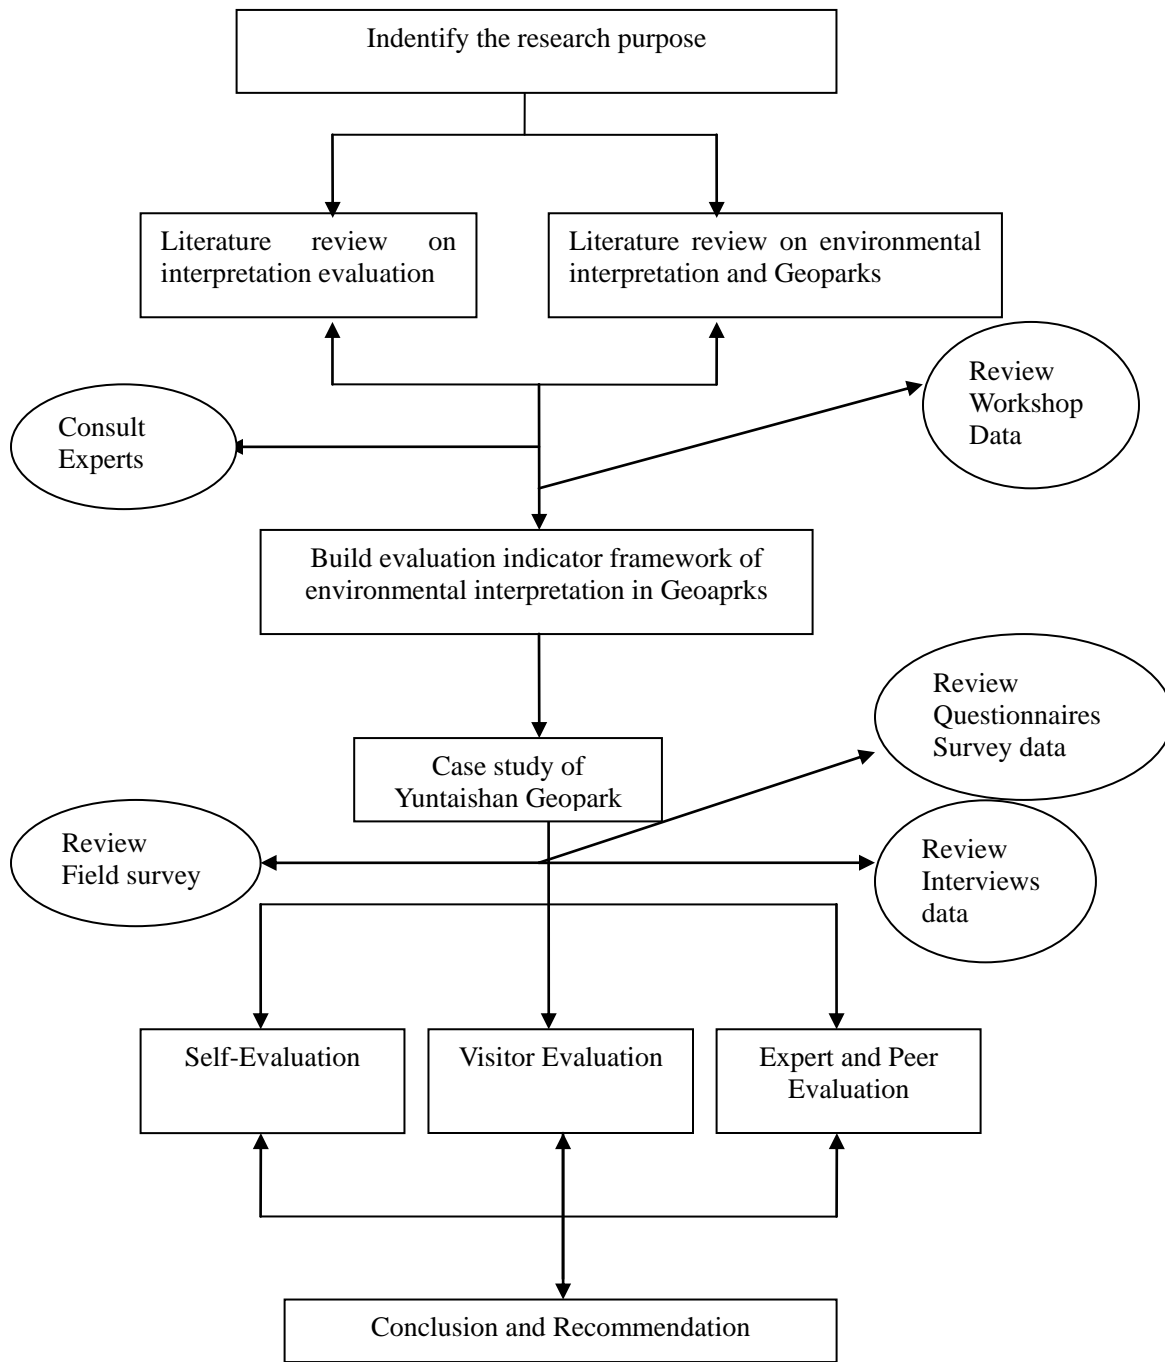 Indentify the research purpose
Literature review on
interpretation evaluation
Literature review on environmental
interpretation and Geoparks
Review
Workshop
Data
Consult
Experts
Build evaluation indicator framework of
environmental interpretation in Geoaprks
Review
Questionnaires
Survey data
Case study of
Yuntaishan Geopark
Review
Field survey
Review
Interviews
data
Self-Evaluation
Visitor Evaluation
Expert and Peer
Evaluation
Conclusion and Recommendation